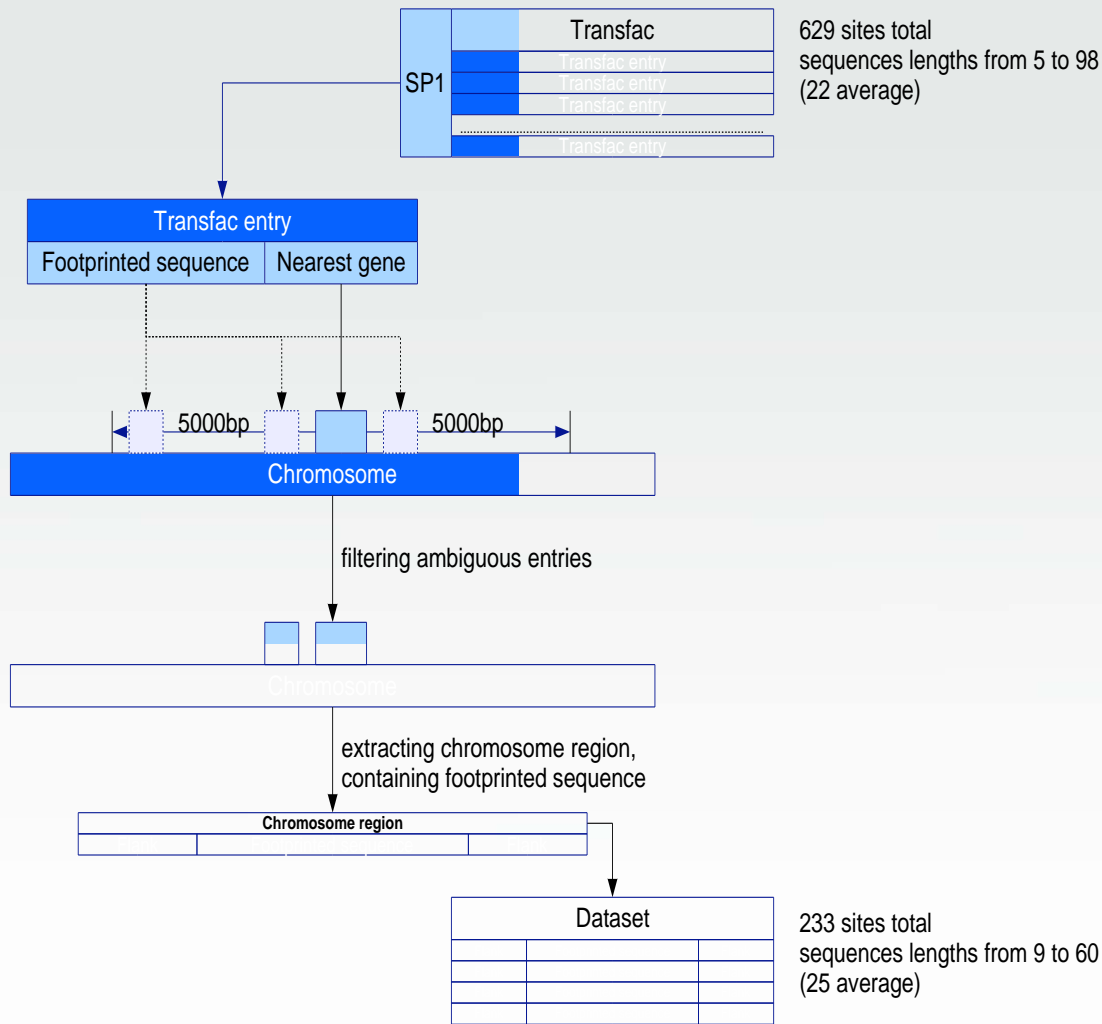 Transfac
629 sites total
sequences lengths from 5 to 98
(22 average)
SP1
Transfac entry
Transfac entry
Transfac entry
Transfac entry
Transfac entry
Footprinted sequence
Nearest gene
5000bp
5000bp
Chromosome
filtering ambiguous entries
Chromosome
extracting chromosome region,
containing footprinted sequence
Chromosome region
Dataset
233 sites total
sequences lengths from 9 to 60
(25 average)